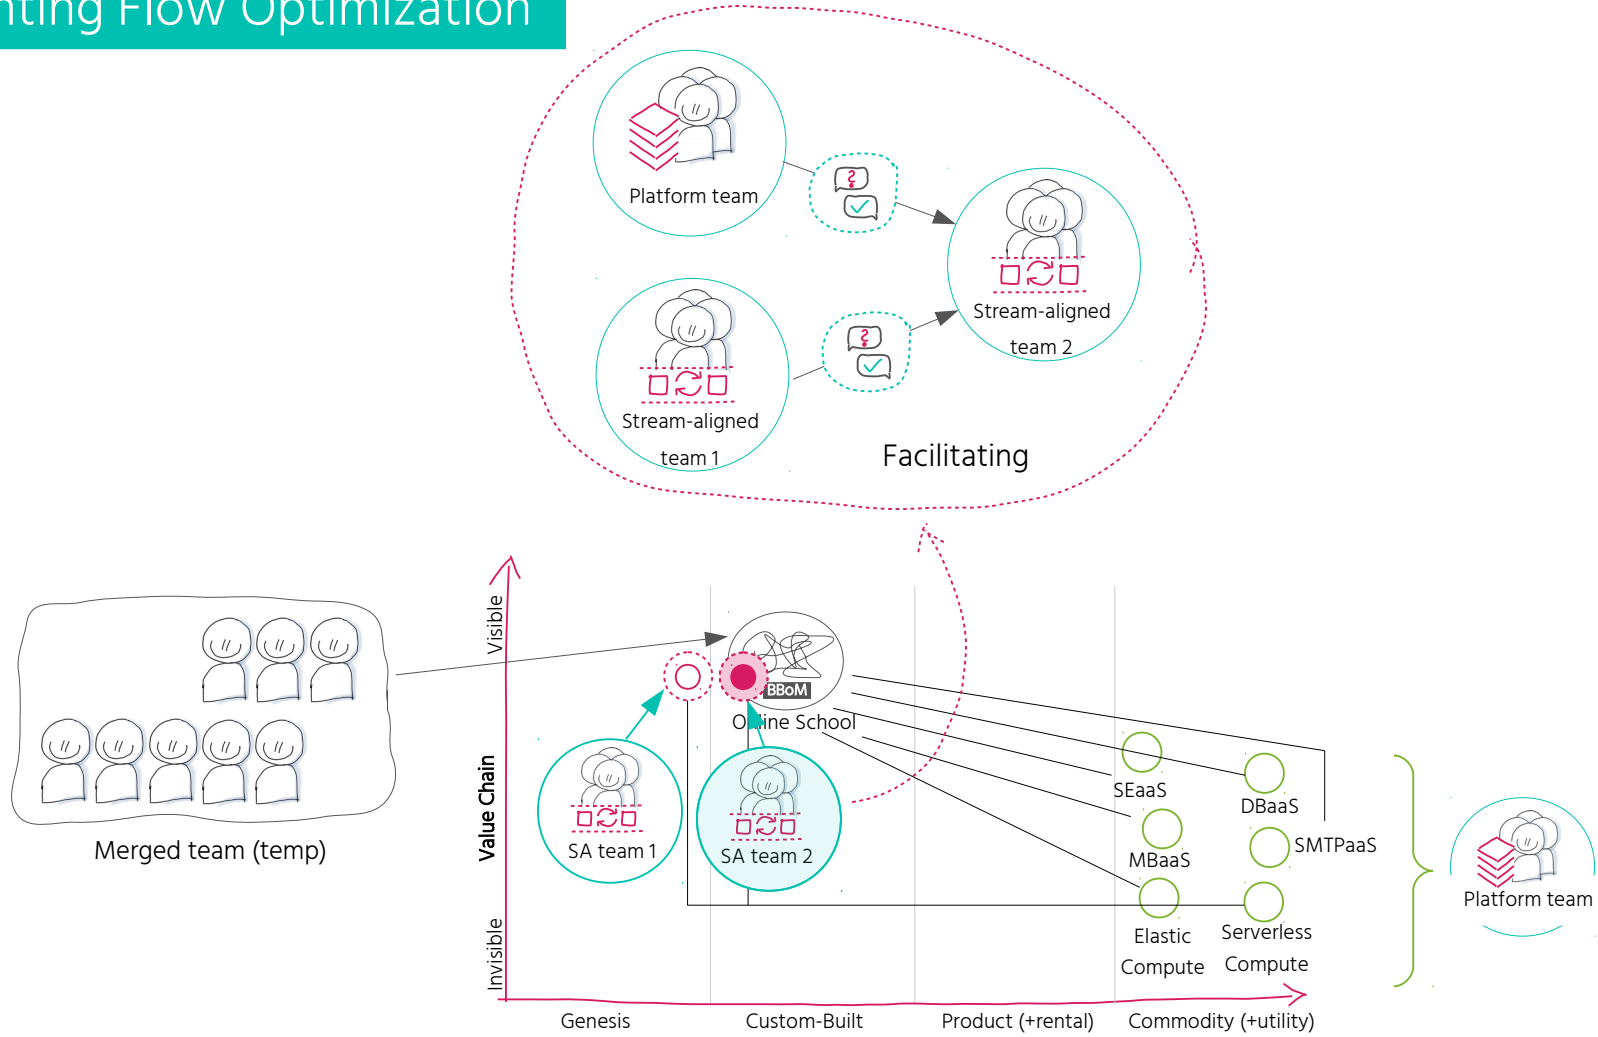 Flow Optimization
Platform team
Stream-aligned
team 2
Stream-aligned
team 1
Facilitating
Visible
Value Chain
Invisible
BBoM
Online School
SA team 1
SA team 2
Merged team (temp)
SEaaS
DBaaS
MBaaS
SMTPaaS
Elastic
Compute
Serverless
Compute
Platform team
Genesis
Custom-Built
Product (+rental)
Commodity (+utility)